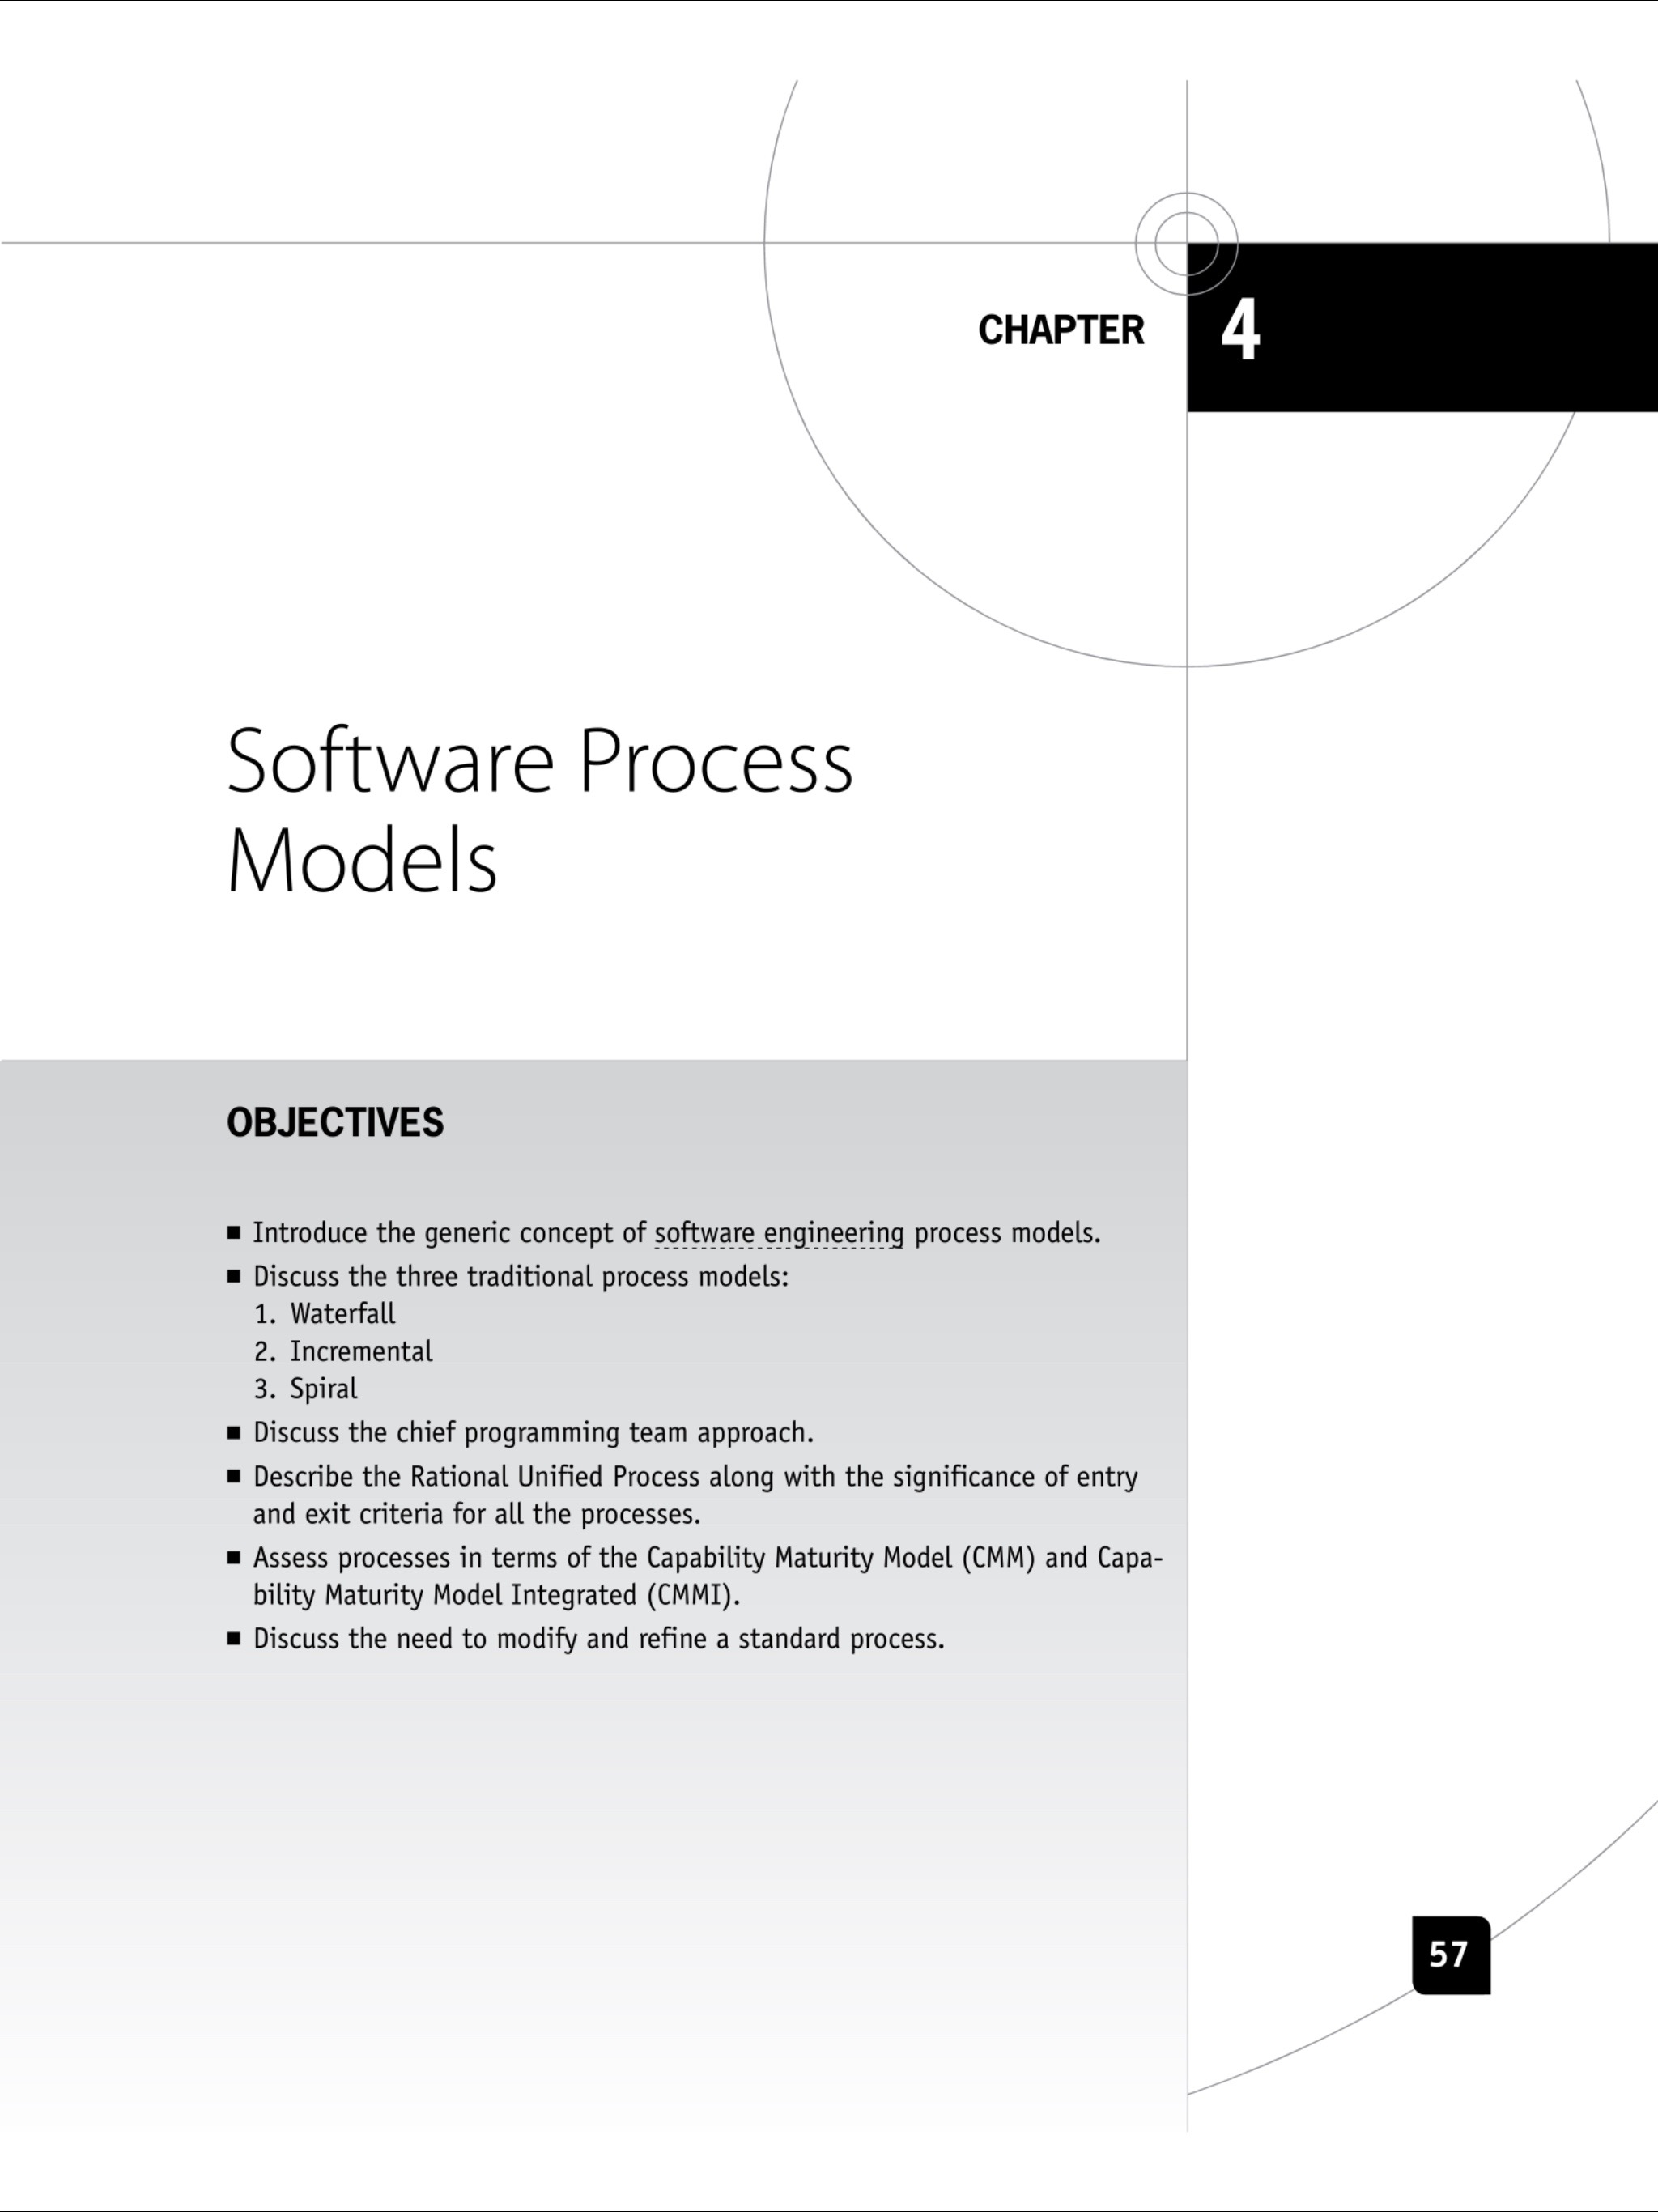 CHAPTER 4
Software Process
Models
OBJECTIVES
■ Introduce the generic concept of software engineering process models.
■ Discuss the three traditional process models:
1. Waterfall
2. Incremental
3. Spiral
■ Discuss the chief programming team approach.
■ Describe the Rational Unified Process along with the significance of entry
and exit criteria for all the processes.
■ Assess processes in terms of the Capability Maturity Model (CMM) and Capa-
bility Maturity Model Integrated (CMMI).
■ Discuss the need to modify and refine a standard process.
57